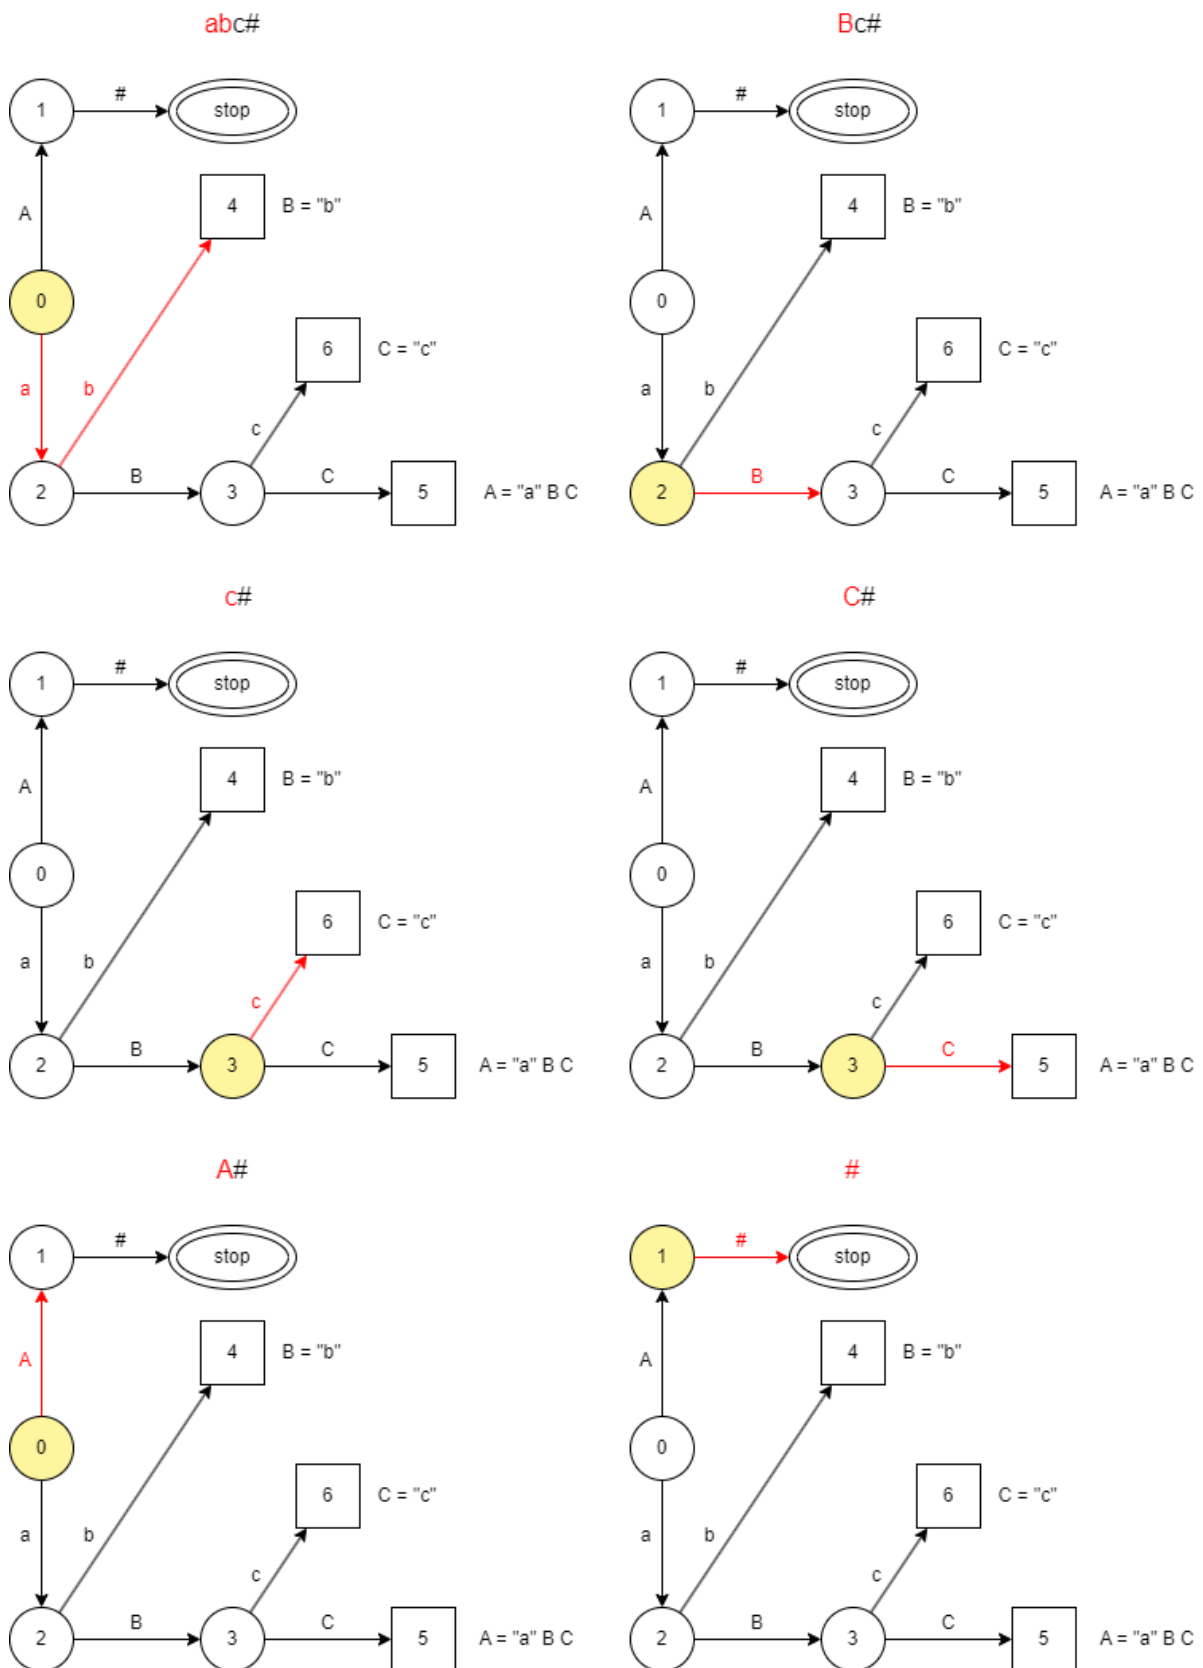 abc#
1
#
stop
A
4
B = "b"
0
6
C = "c"
a
b
c
2
B
3
C
5
A = "a" B C
Bc#
1
#
stop
A
4
B = "b"
0
6
C = "c"
a
b
c
2
B
3
C
5
A = "a" B C
c#
1
#
stop
A
4
B = "b"
0
6
C = "c"
a
b
c
2
B
3
C
5
A = "a" B C
C#
1
#
stop
A
4
B = "b"
0
6
C = "c"
a
b
c
2
B
3
C
5
A = "a" B C
A#
1
#
stop
A
4
B = "b"
0
6
C = "c"
a
b
c
2
B
3
C
5
A = "a" B C
#
1
#
stop
A
4
B = "b"
0
6
C = "c"
a
b
c
2
B
3
C
5
A = "a" B C